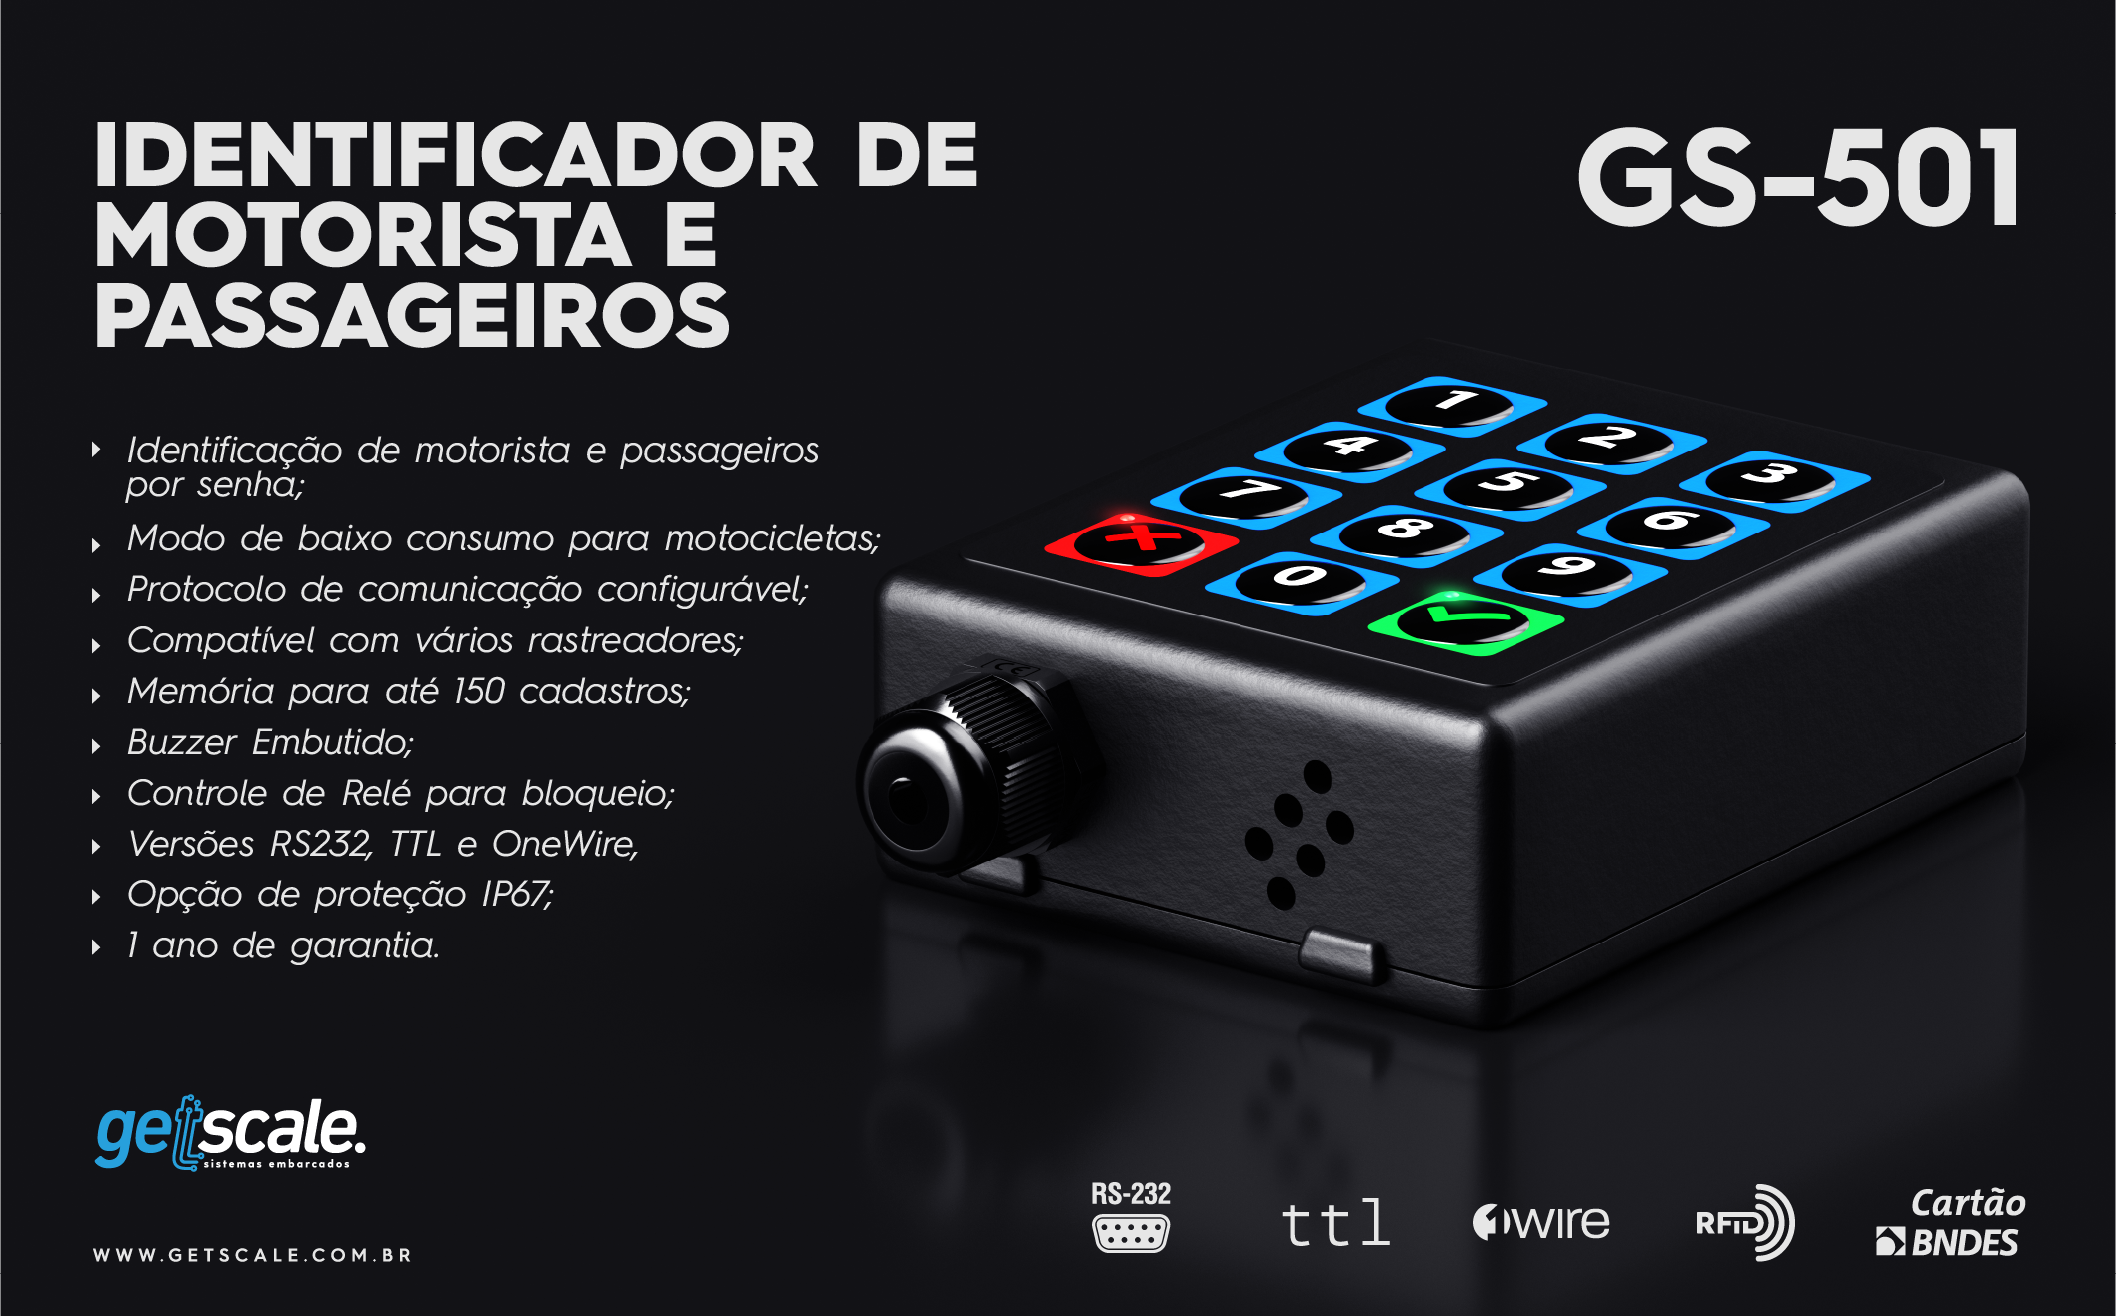 IDENTIFICADOR DE
MOTORISTA E
PASSAGEIROS
GS-501
Identificação de motorista e passageiros
por senha;
Modo de baixo consumo para motocicletas;
Protocolo de comunicação configurável;
Compatível com vários rastreadores;
Memória para até 150 cadastros;
Buzzer Embutido;
Controle de Relé para bloqueio;
Versões RS232, TTL e OneWire,
Opção de proteção IP67;
1 ano de garantia.
1 2 3
4 5 6
7 8 9
0
CE
getscale.
sistemas embarcados
WWW.GETSCALE.COM.BR
RS-232
ttl
1wire
RFID
Cartão
BNDES